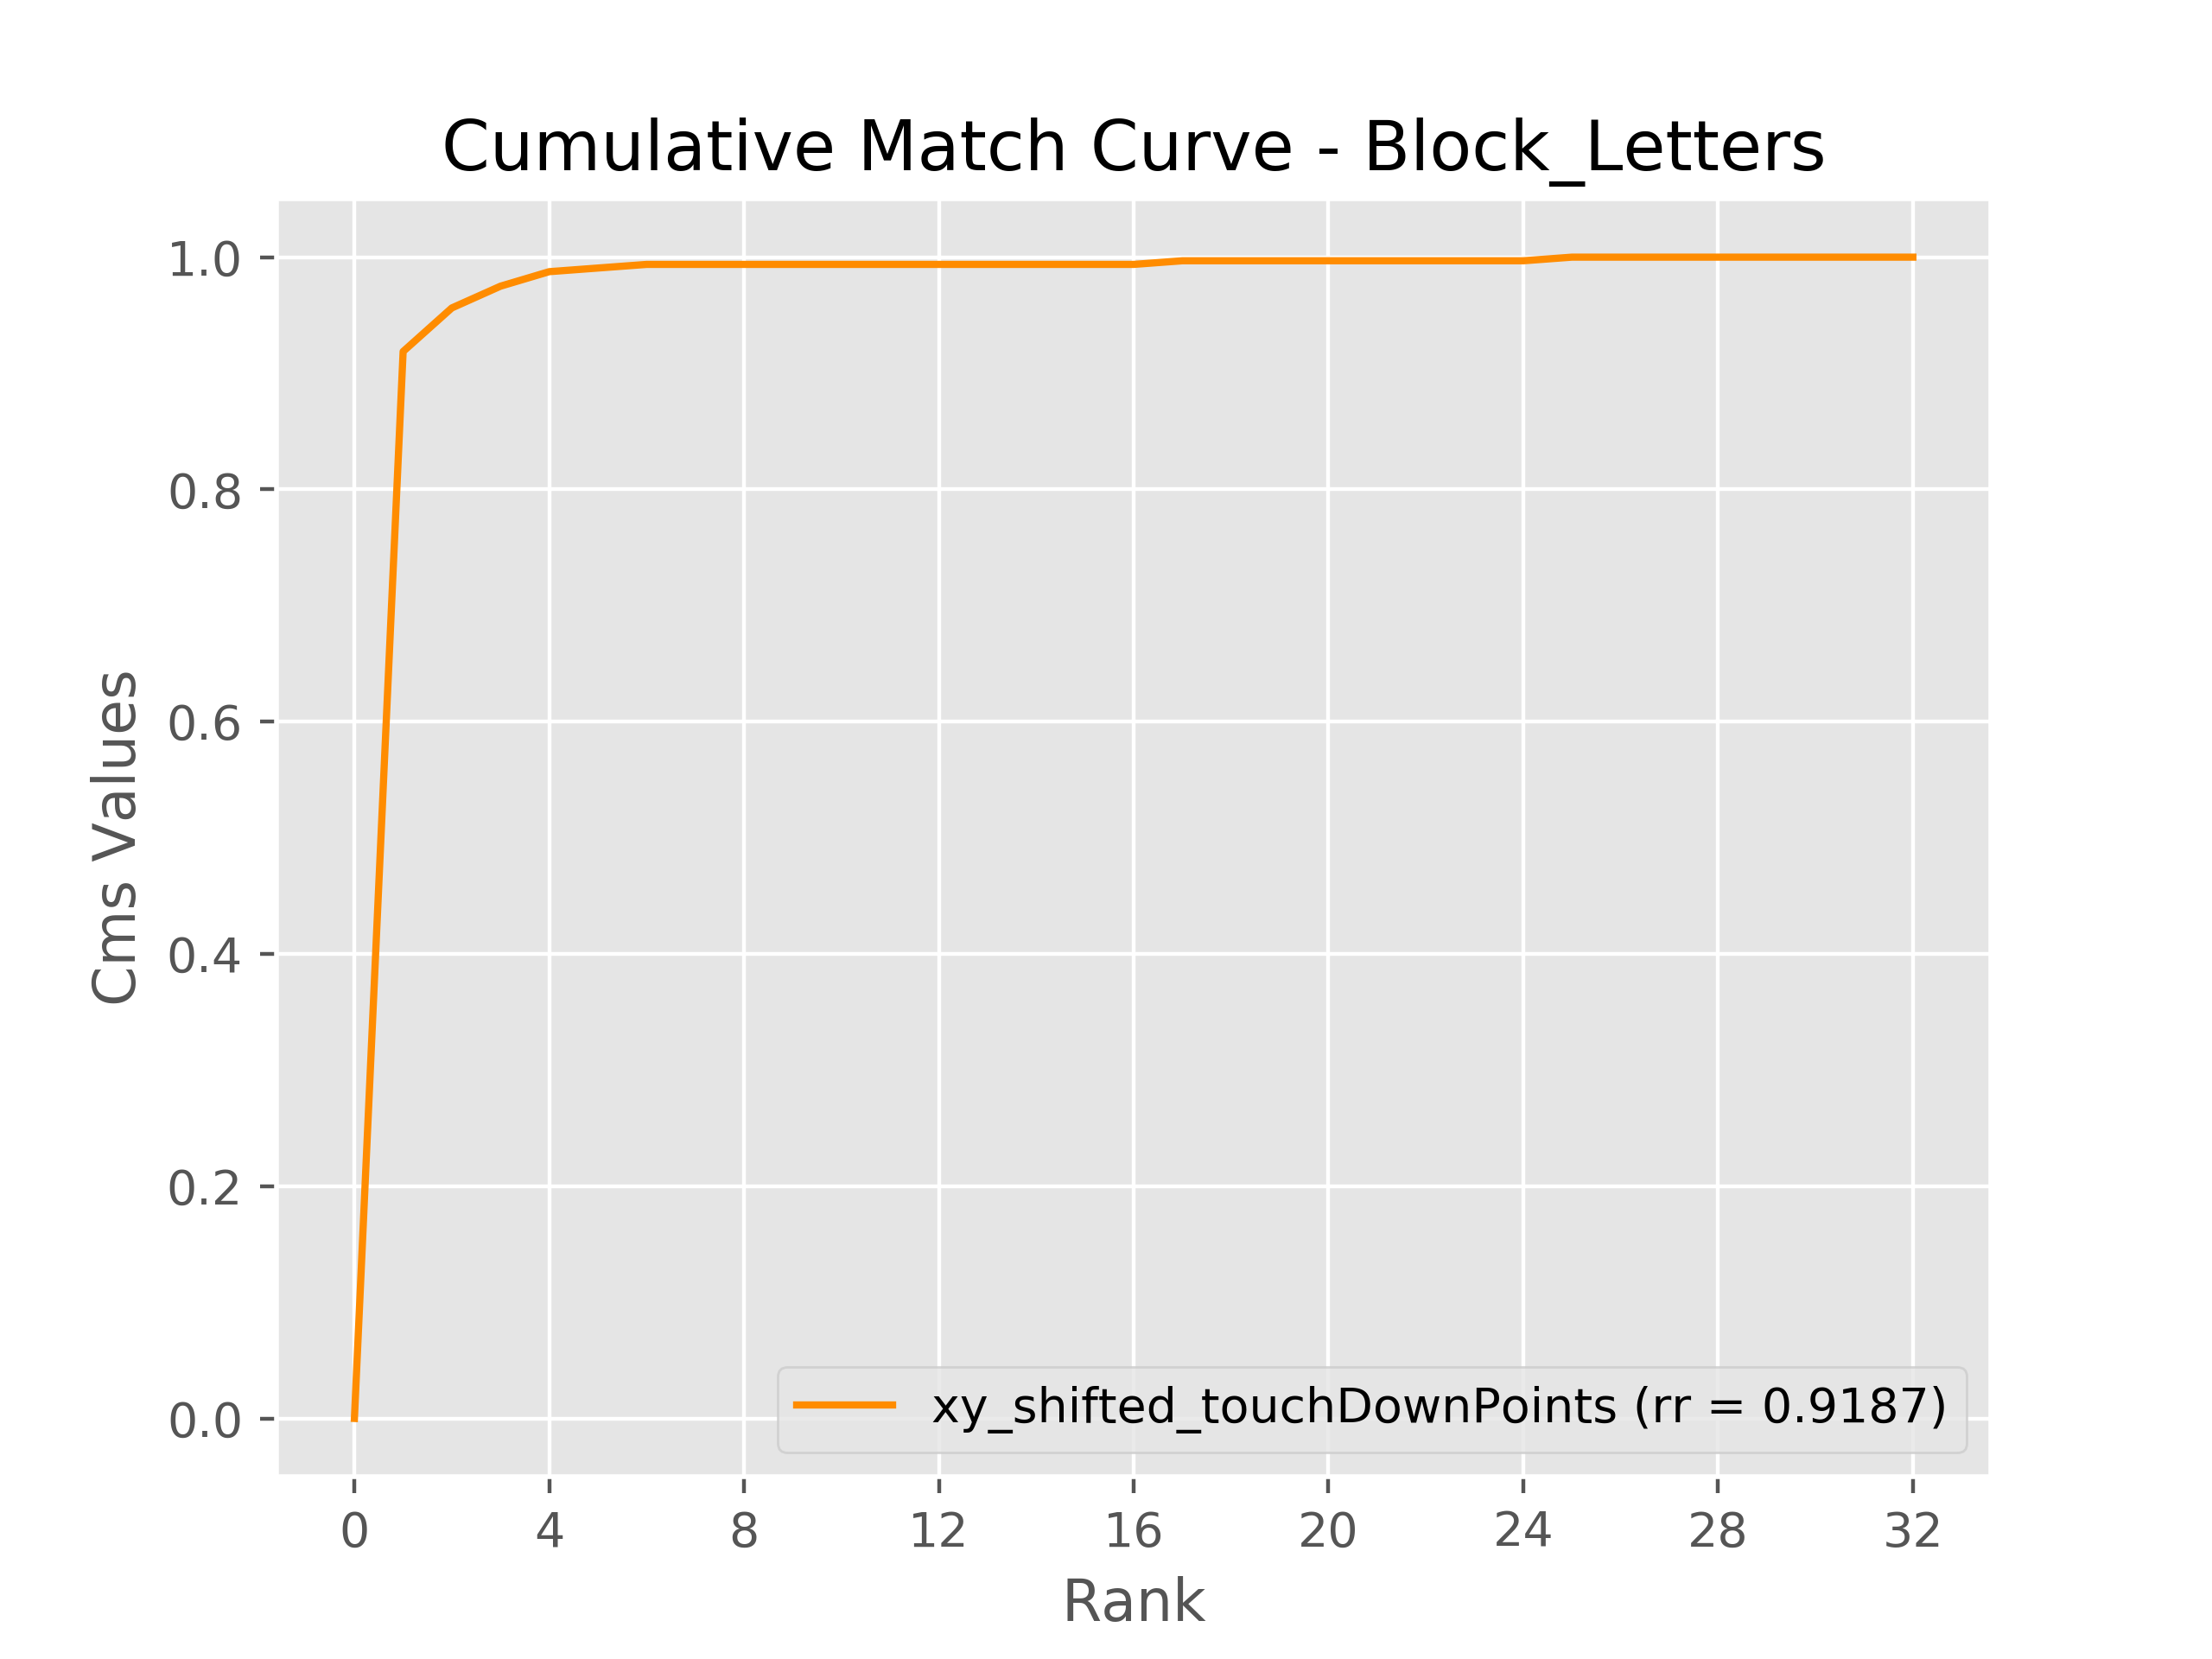 Cumulative Match Curve - Block_Letters
1.0
0.8
0.6
0.4
0.2
0.0
Cms Values
xy_shifted_touchDownPoints (rr = 0.9187)
0 4 8 12 16 20 24 28 32
Rank